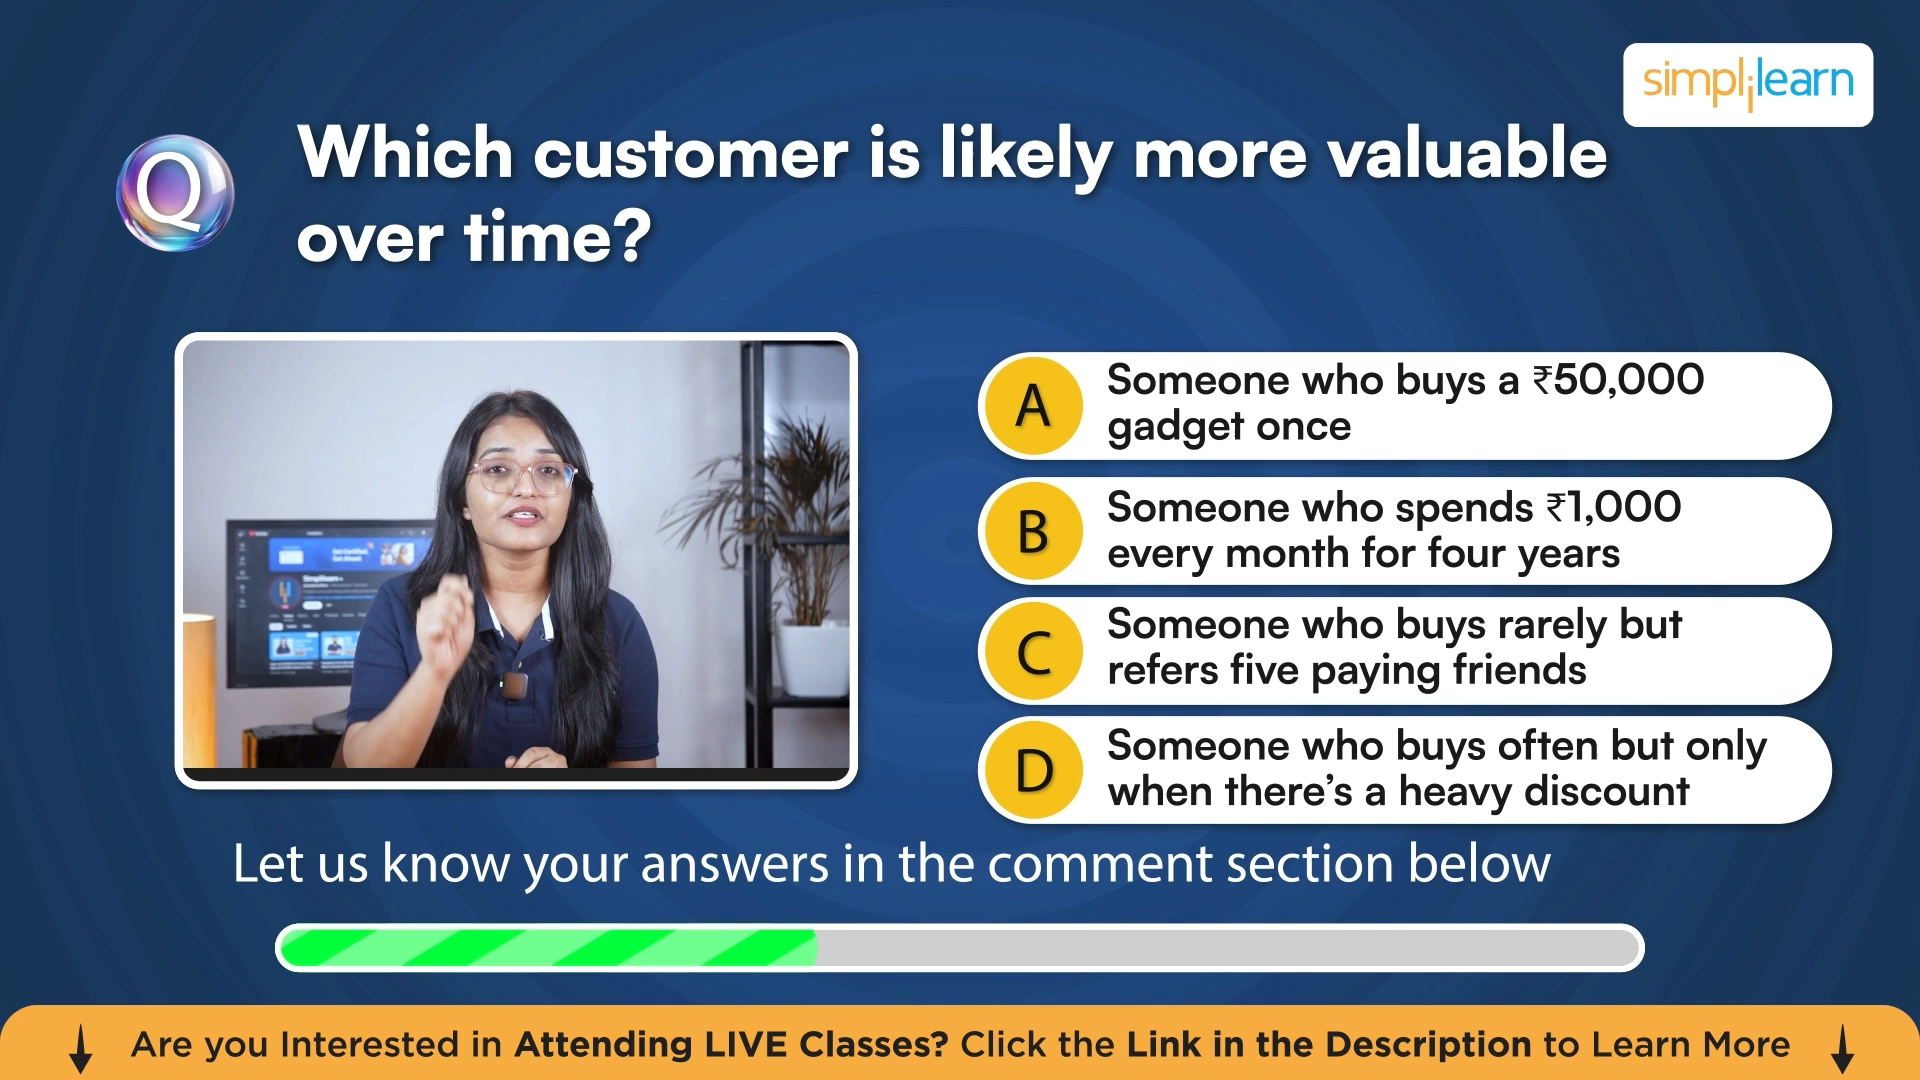 simplilearn
Q
Which customer is likely more valuable
over time?
A
Someone who buys a ₹50,000
gadget once
B
Someone who spends ₹1,000
every month for four years
C
Someone who buys rarely but
refers five paying friends
D
Someone who buys often but only
when there’s a heavy discount
Let us know your answers in the comment section below
Are you Interested in Attending LIVE Classes? Click the Link in the Description to Learn More